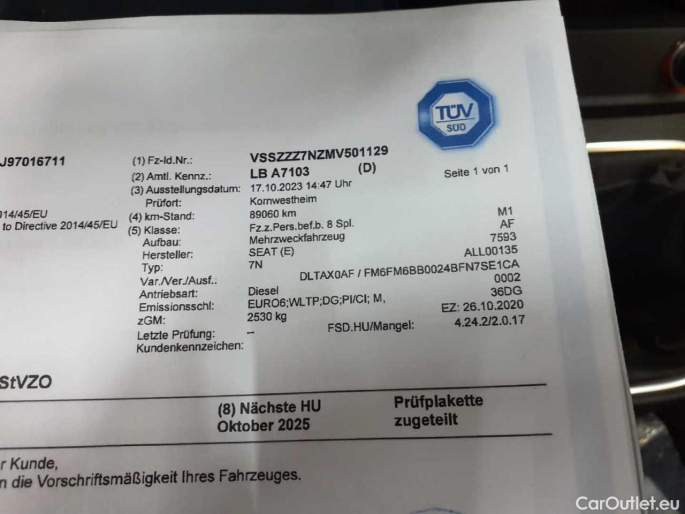 TÜV
SÜD
J97016711
(1) Fz-Id.Nr.: VSSZZZ7NZMV501129
(2) Amtl. Kennz.: LB A7103 (D)
Seite 1 von 1
(3) Ausstellungsdatum: 17.10.2023 14:47 Uhr
Prüfort: Kornwestheim
014/45/EU
(4) km-Stand: 89060 km
to Directive 2014/45/EU
(5) Klasse: Fz.z.Pers.bef.b. 8 Spl. M1
Aufbau: Mehrzweckfahrzeug AF
Hersteller: SEAT (E) 7593
Typ: 7N ALL00135
Var./Ver./Ausf.: DLTAX0AF / FM6FM6BB0024BFN7SE1CA
Antriebsart: Diesel 0002
Emissionsschl.: EURO6;WLTP;DG;PI/CI; M, 36DG
zGM: 2530 kg EZ: 26.10.2020
Letzte Prüfung: -- FSD.HU/Mangel: 4.24.2/2.0.17
Kundenkennzeichen:
StVZO
(8) Nächste HU
Oktober 2025
Prüfplakette
zugeteilt
r Kunde,
n die Vorschriftsmäßigkeit Ihres Fahrzeuges.
CarOutlet.eu